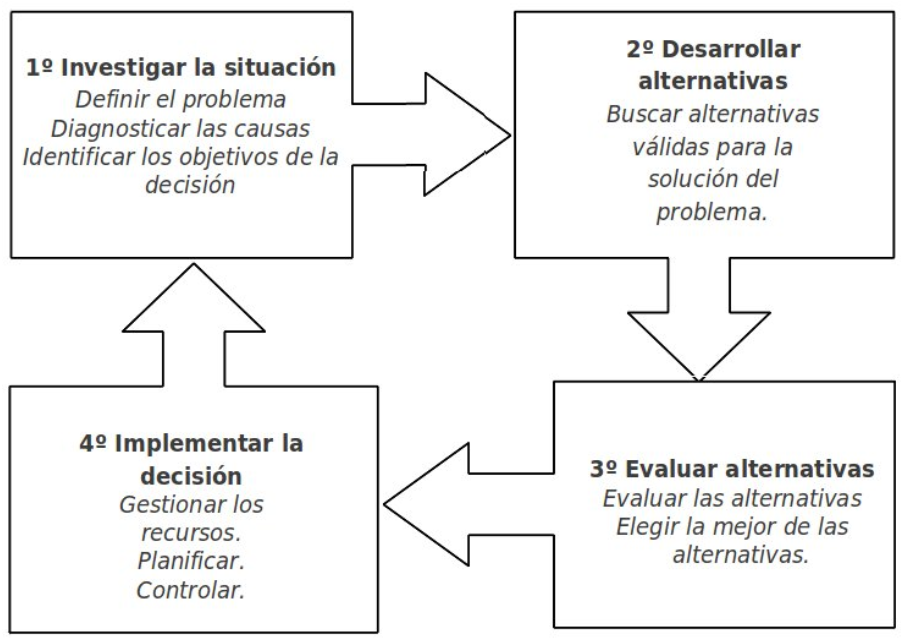 1º Investigar la situación
Definir el problema
Diagnosticar las causas
Identificar los objetivos de la
decisión
2º Desarrollar
alternativas
Buscar alternativas
válidas para la
solución del
problema.
3º Evaluar alternativas
Evaluar las alternativas
Elegir la mejor de las
alternativas.
4º Implementar la
decisión
Gestionar los
recursos.
Planificar.
Controlar.